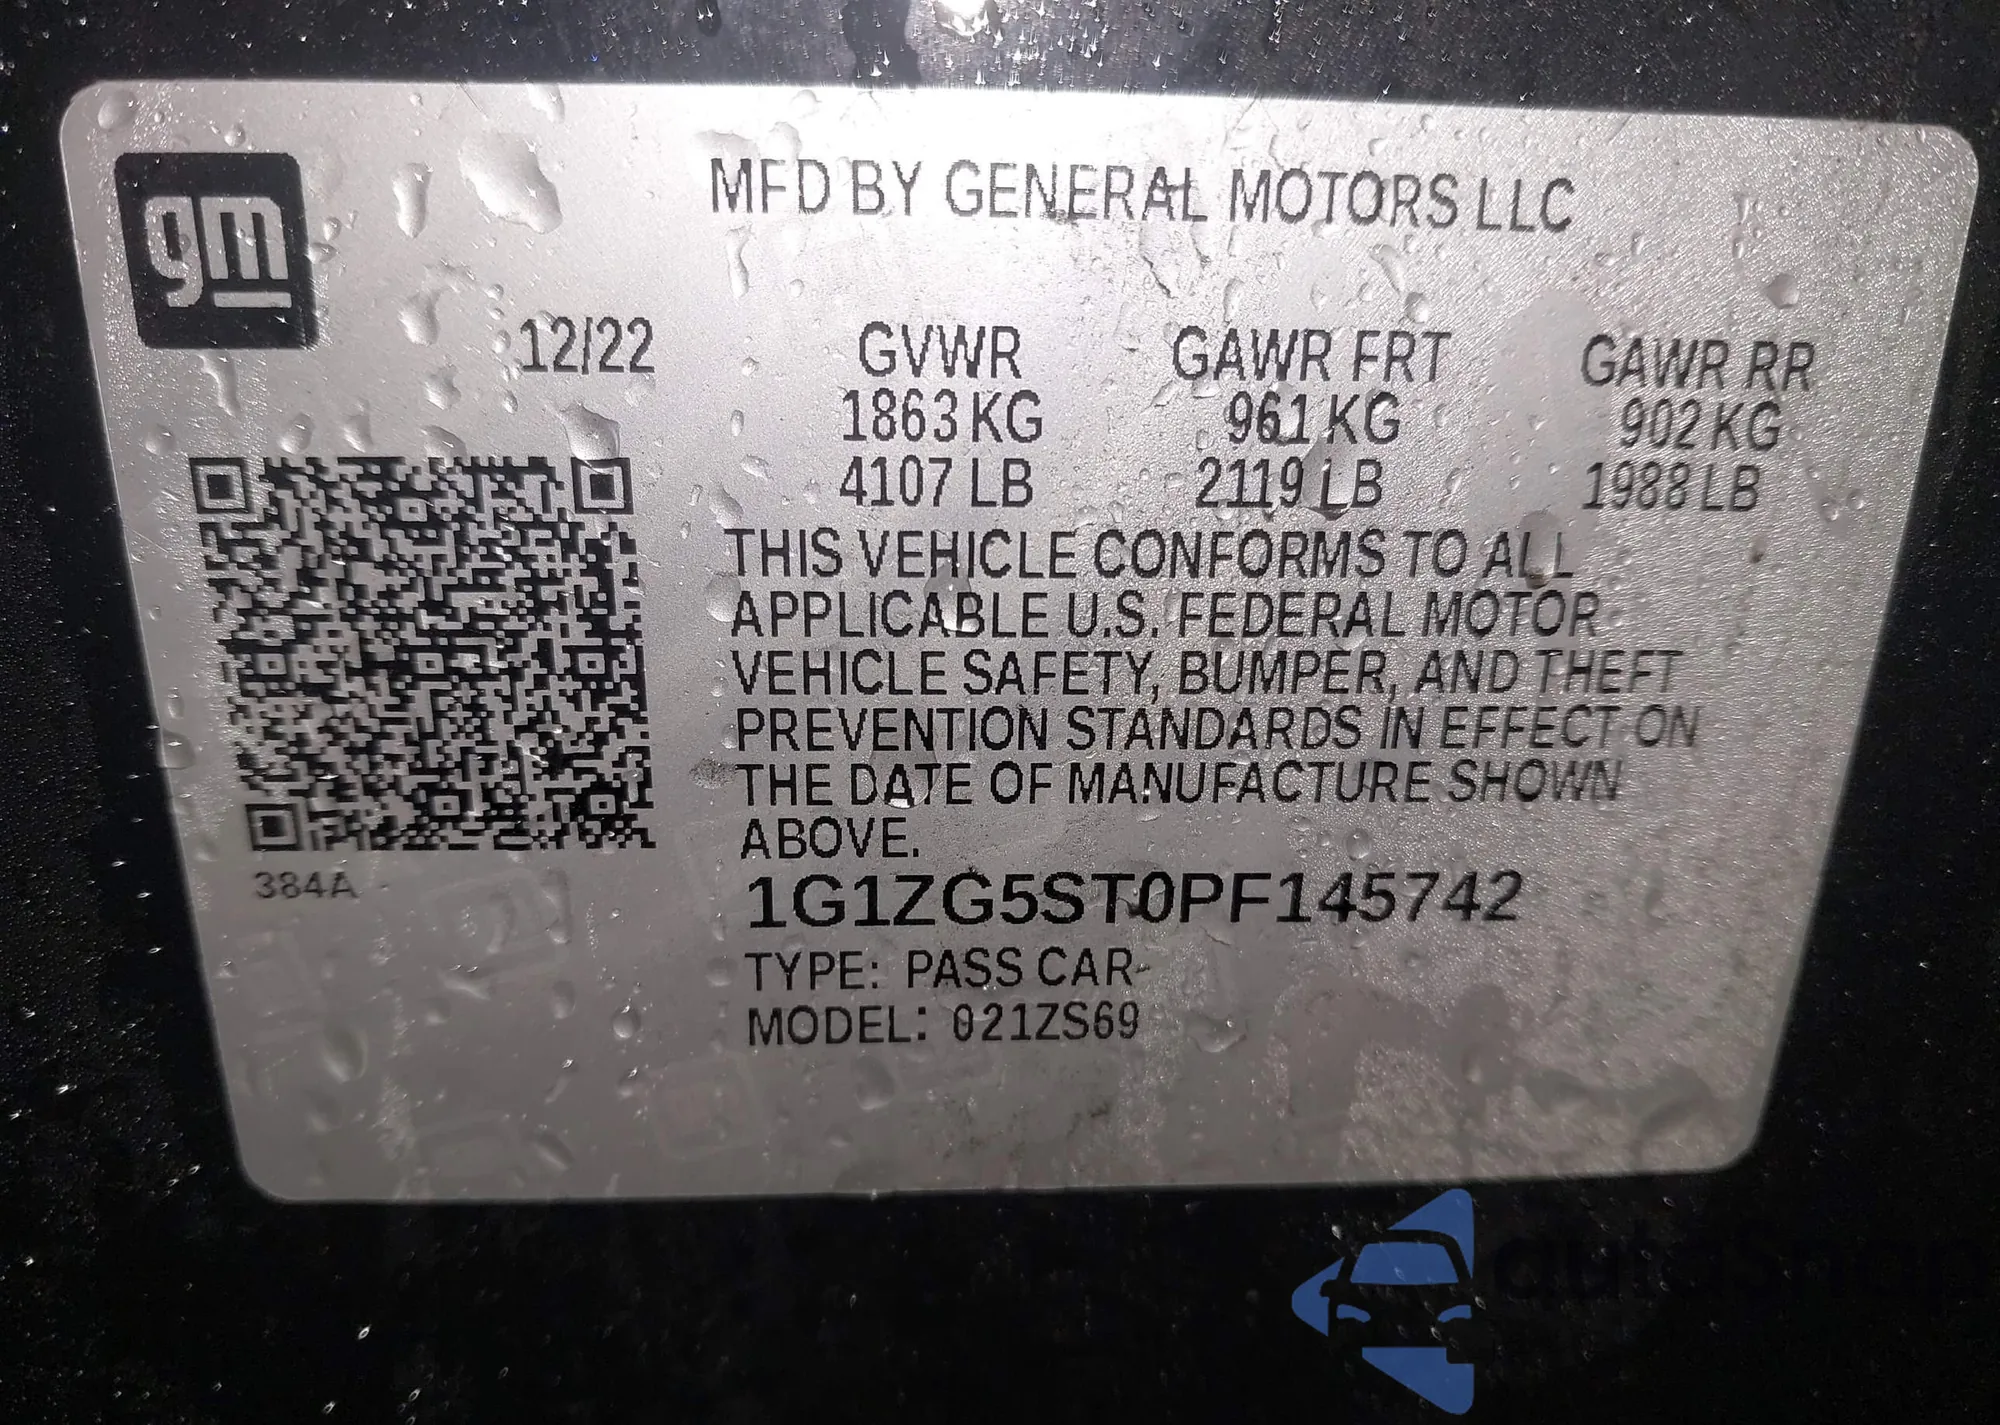 gm
MFD BY GENERAL MOTORS LLC
12/22 GVWR GAWR FRT GAWR RR
1863 KG 961 KG 902 KG
4107 LB 2119 LB 1988 LB
THIS VEHICLE CONFORMS TO ALL
APPLICABLE U.S. FEDERAL MOTOR
VEHICLE SAFETY, BUMPER, AND THEFT
PREVENTION STANDARDS IN EFFECT ON
THE DATE OF MANUFACTURE SHOWN
ABOVE.
384A
1G1ZG5ST0PF145742
TYPE: PASS CAR
MODEL: 021ZS69